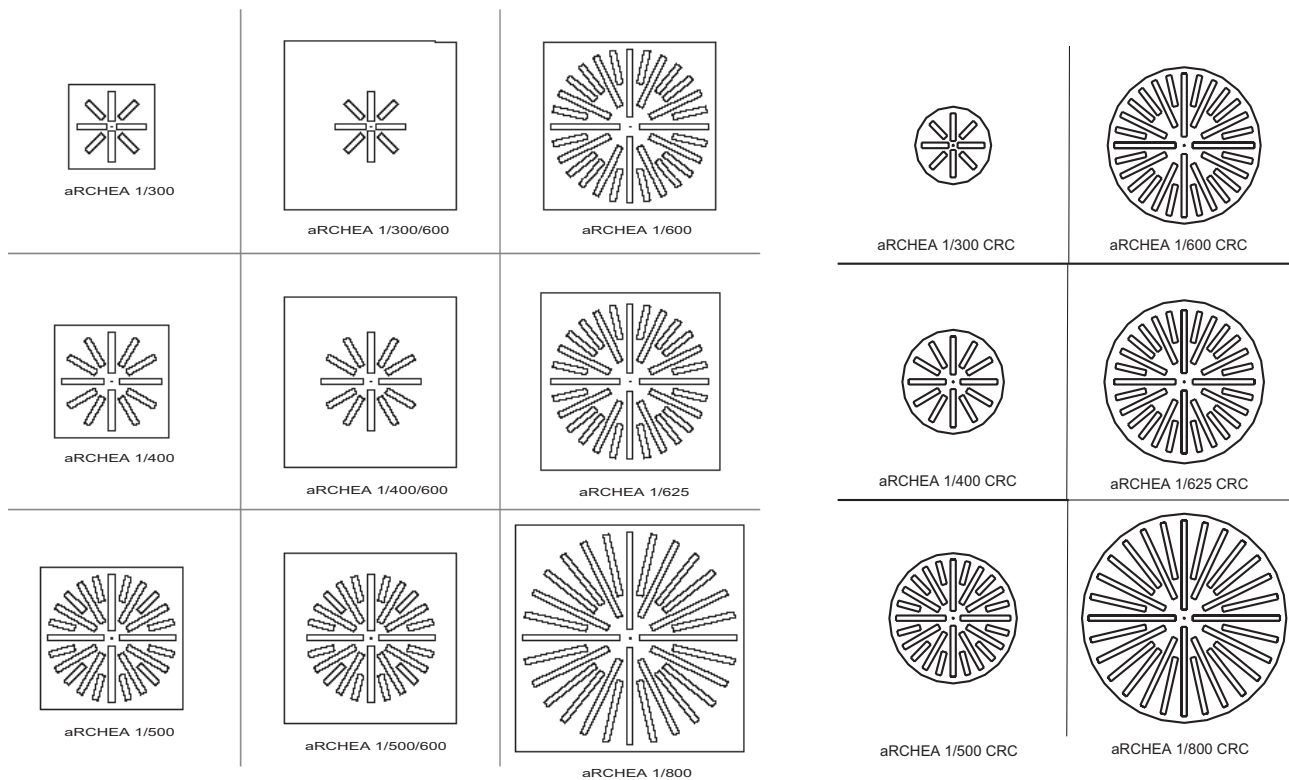 aRCHEA 1/300
aRCHEA 1/300/600
aRCHEA 1/600
aRCHEA 1/400
aRCHEA 1/400/600
aRCHEA 1/625
aRCHEA 1/500
aRCHEA 1/500/600
aRCHEA 1/800
aRCHEA 1/300 CRC
aRCHEA 1/600 CRC
aRCHEA 1/400 CRC
aRCHEA 1/625 CRC
aRCHEA 1/500 CRC
aRCHEA 1/800 CRC